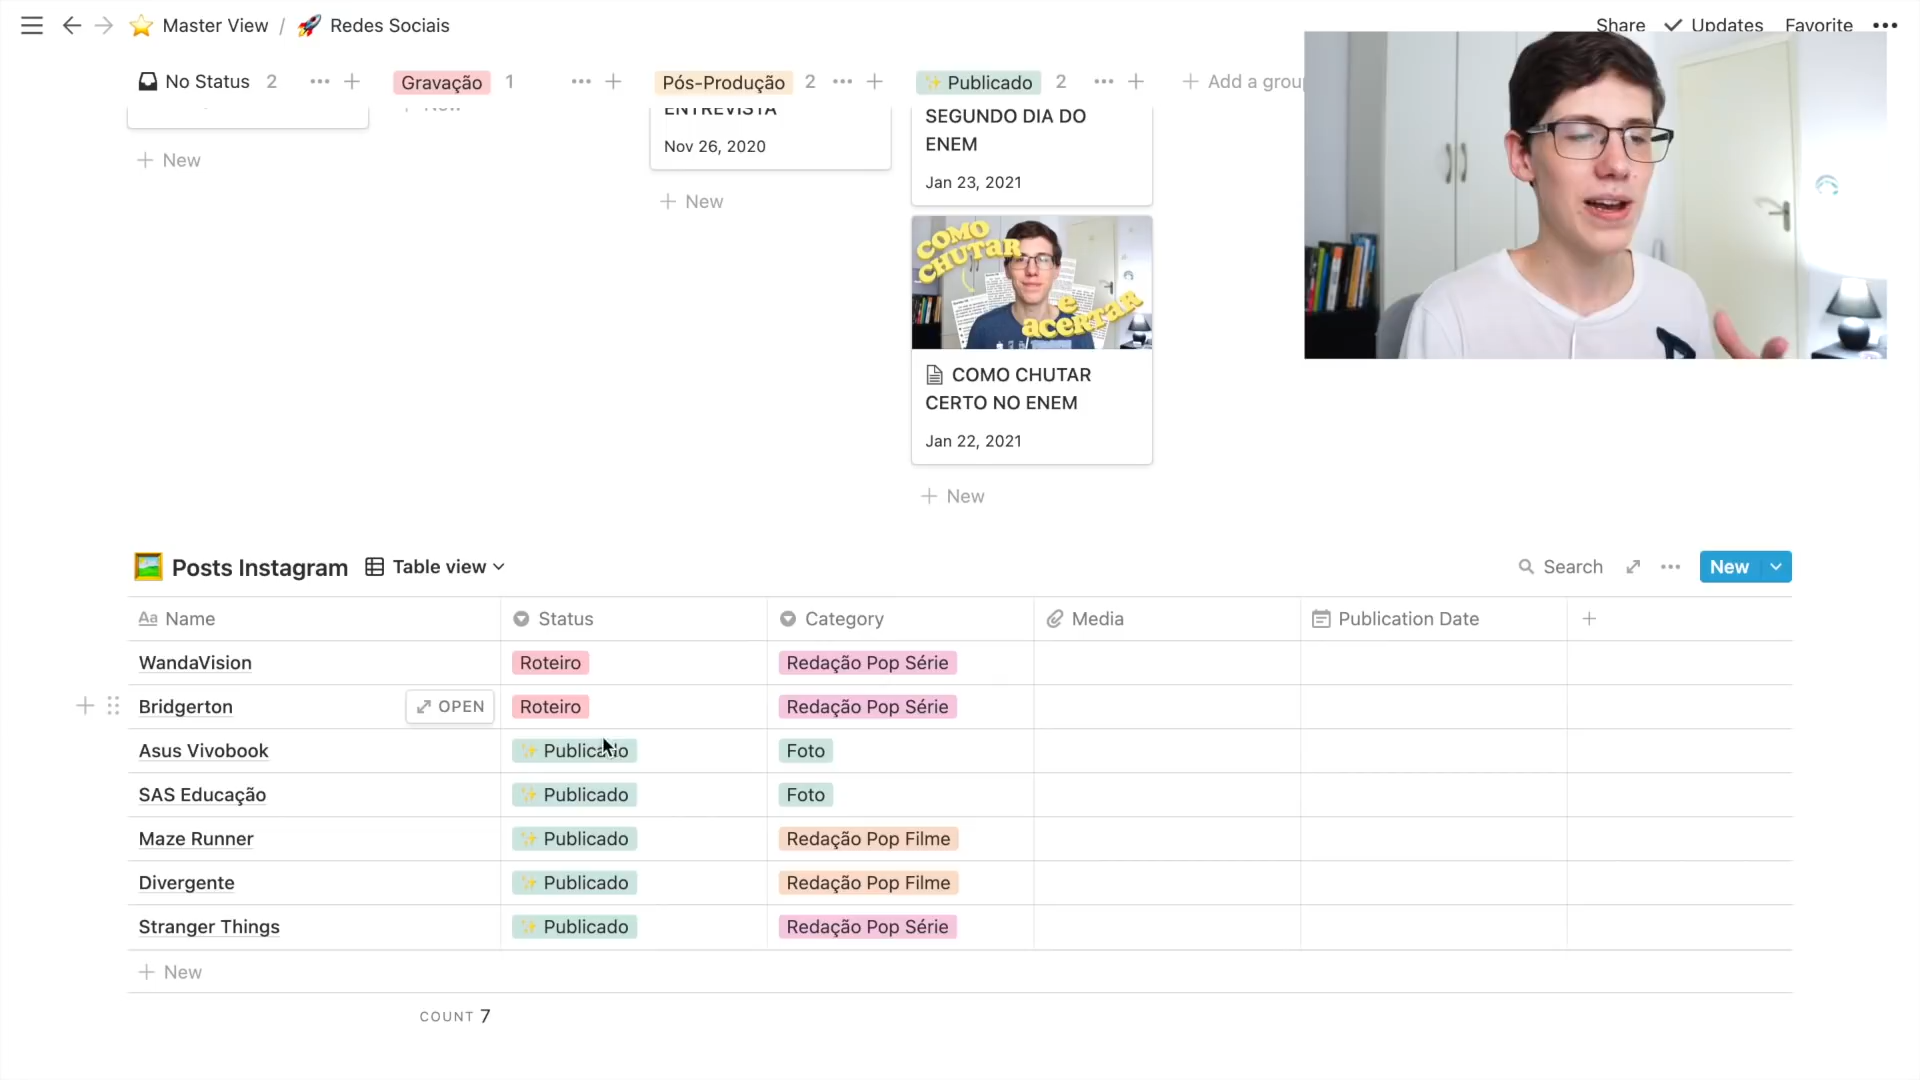 Master View / Redes Sociais
Share Updates Favorite
No Status 2
Gravação 1
Pós-Produção 2
Publicado 2
Add a group
New
New
ENTREVISTA
Nov 26, 2020
New
SEGUNDO DIA DO
ENEM
Jan 23, 2021
COMO
CHUTAR
e
acertar
COMO CHUTAR
CERTO NO ENEM
Jan 22, 2021
New
Posts Instagram Table view
Search New
Aa Name Status Category Media Publication Date
WandaVision Roteiro Redação Pop Série
Bridgerton OPEN Roteiro Redação Pop Série
Asus Vivobook Publicado Foto
SAS Educação Publicado Foto
Maze Runner Publicado Redação Pop Filme
Divergente Publicado Redação Pop Filme
Stranger Things Publicado Redação Pop Série
New
COUNT 7